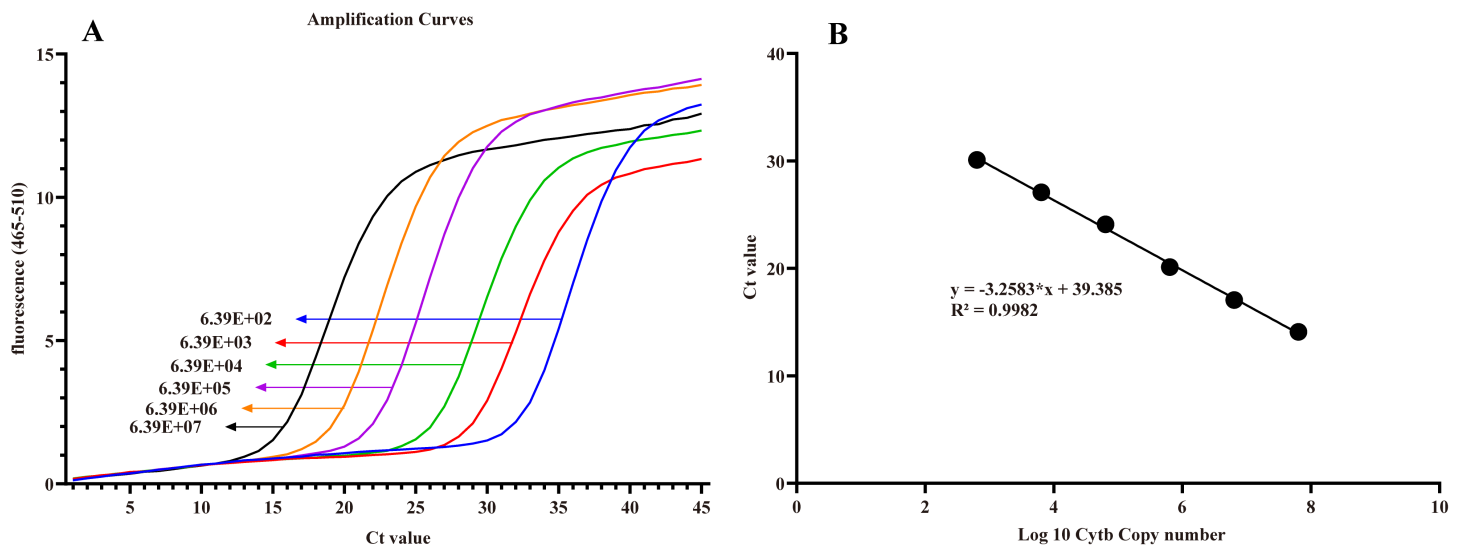 A
Amplification Curves
15
10
5
0
fluorescence (465-510)
6.39E+02
6.39E+03
6.39E+04
6.39E+05
6.39E+06
6.39E+07
5 10 15 20 25 30 35 40 45
Ct value
B
40
30
20
10
0
Ct value
y = -3.2583*x + 39.385
R² = 0.9982
0 2 4 6 8 10
Log 10 Cytb Copy number